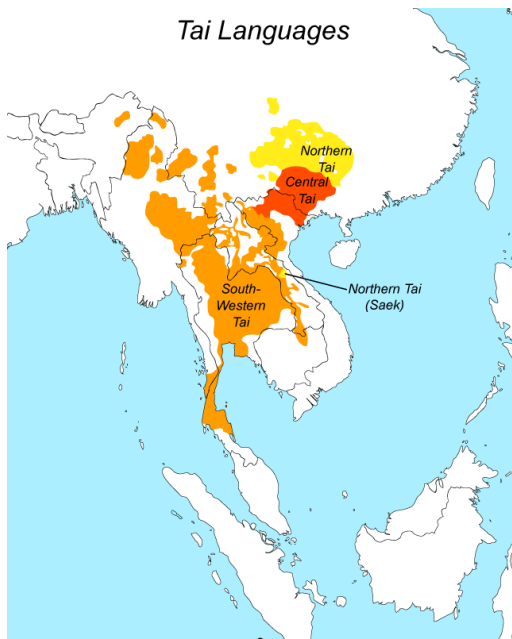 Tai Languages
Northern
Tai
Central
Tai
South-
Western
Tai
Northern Tai
(Saek)